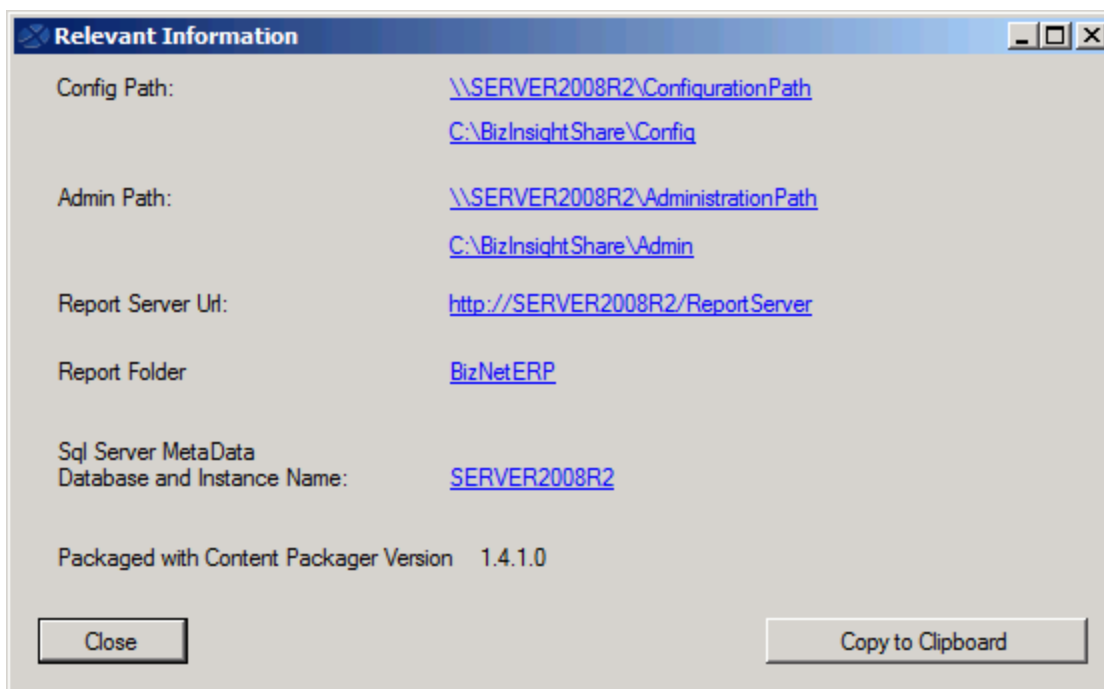 Relevant Information
Config Path: \\SERVER2008R2\ConfigurationPath
C:\BizInsightShare\Config
Admin Path: \\SERVER2008R2\AdministrationPath
C:\BizInsightShare\Admin
Report Server Url: http://SERVER2008R2/ReportServer
Report Folder BizNetERP
Sql Server MetaData
Database and Instance Name: SERVER2008R2
Packaged with Content Packager Version 1.4.1.0
Close Copy to Clipboard